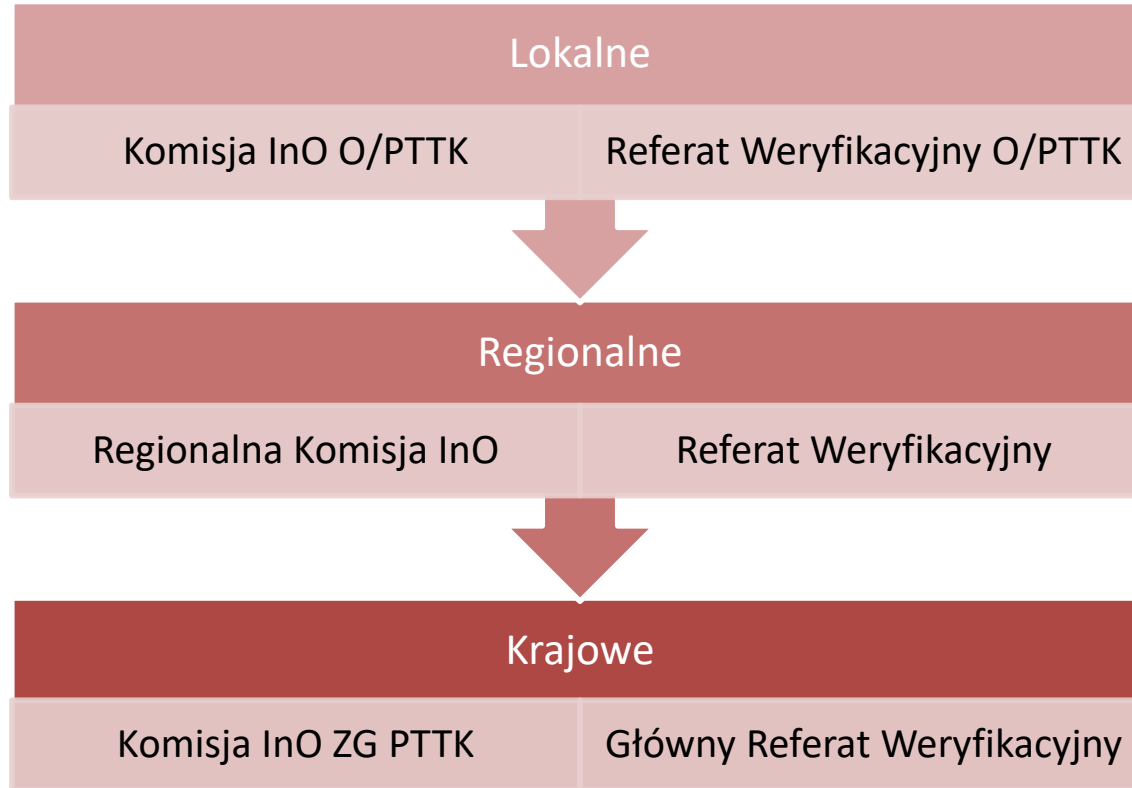 Lokalne
Komisja InO O/PTTK
Referat Weryfikacyjny O/PTTK
Regionalne
Regionalna Komisja InO
Referat Weryfikacyjny
Krajowe
Komisja InO ZG PTTK
Główny Referat Weryfikacyjny